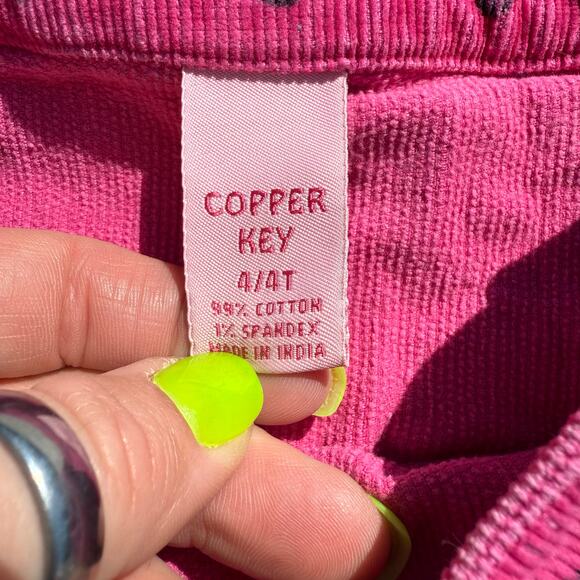 COPPER
KEY
4/4T
99% COTTON
1% SPANDEX
MADE IN INDIA